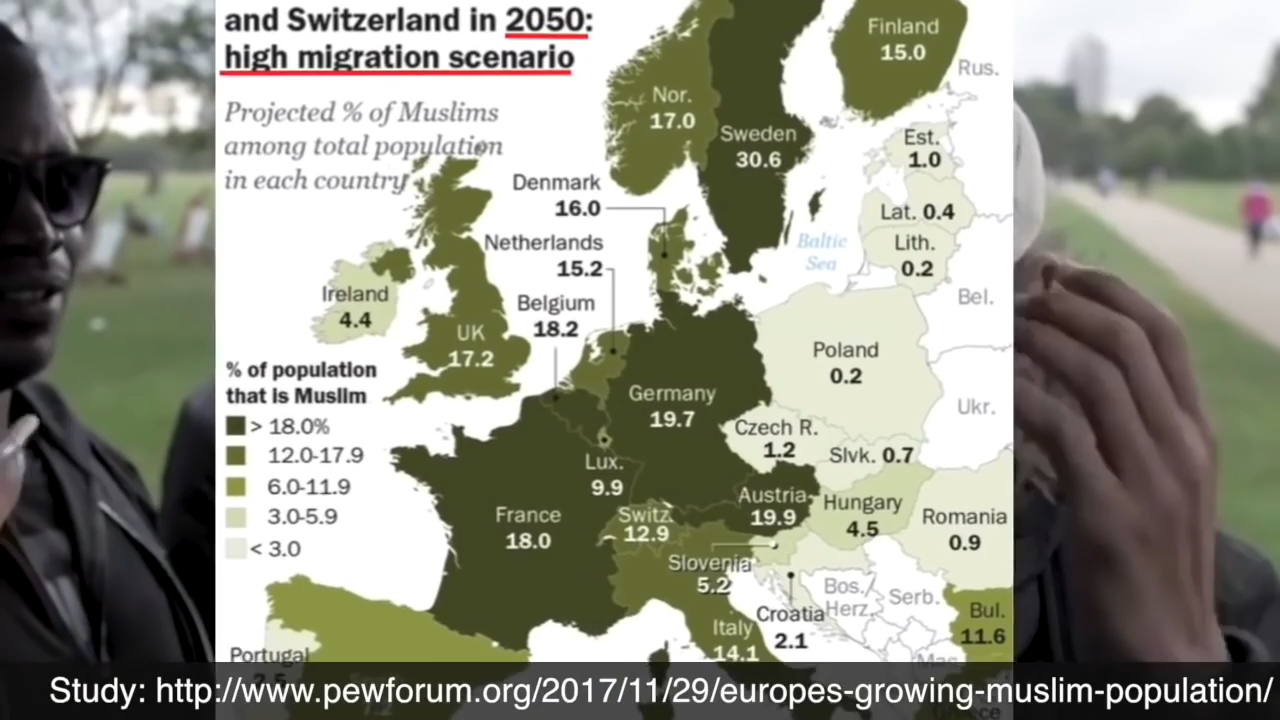 and Switzerland in 2050:
high migration scenario
Projected % of Muslims
among total population
in each country
Finland
15.0
Rus.
Nor.
17.0
Sweden
30.6
Est.
1.0
Denmark
16.0
Lat. 0.4
Baltic
Sea
Netherlands
15.2
Lith.
0.2
Ireland
4.4
Belgium
18.2
Bel.
UK
17.2
Poland
0.2
% of population
that is Muslim
> 18.0%
12.0-17.9
6.0-11.9
3.0-5.9
< 3.0
Germany
19.7
Ukr.
Czech R.
1.2
Slvk. 0.7
Lux.
9.9
Austria
19.9
Hungary
4.5
France
18.0
Switz.
12.9
Romania
0.9
Slovenia
5.2
Bos./
Herz.
Serb.
Croatia
2.1
Bul.
11.6
Italy
14.1
Portugal
Mac.
Study: http://www.pewforum.org/2017/11/29/europes-growing-muslim-population/